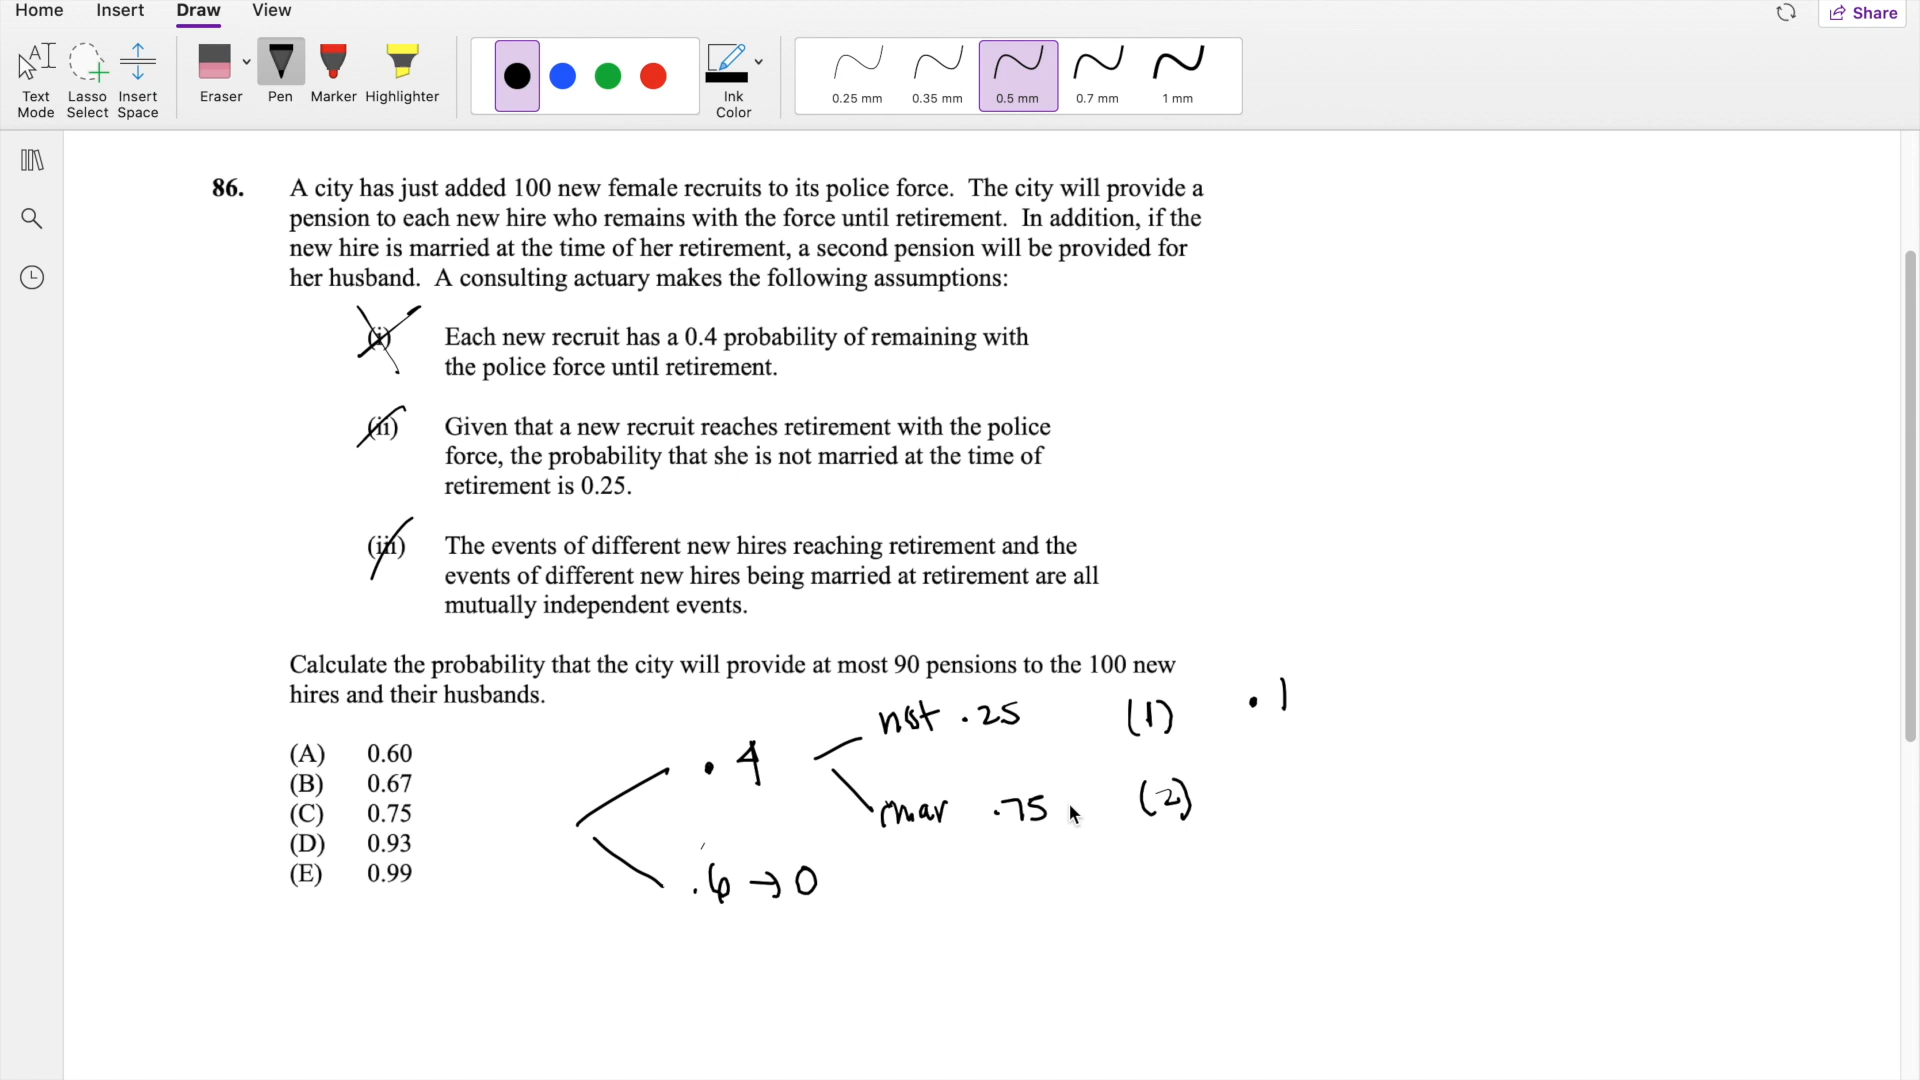 Home Insert Draw View Share
Text Mode Lasso Select Insert Space Eraser Pen Marker Highlighter Ink Color 0.25 mm 0.35 mm 0.5 mm 0.7 mm 1 mm
86. A city has just added 100 new female recruits to its police force. The city will provide a
pension to each new hire who remains with the force until retirement. In addition, if the
new hire is married at the time of her retirement, a second pension will be provided for
her husband. A consulting actuary makes the following assumptions:
(i) Each new recruit has a 0.4 probability of remaining with
the police force until retirement.
(ii) Given that a new recruit reaches retirement with the police
force, the probability that she is not married at the time of
retirement is 0.25.
(iii) The events of different new hires reaching retirement and the
events of different new hires being married at retirement are all
mutually independent events.
Calculate the probability that the city will provide at most 90 pensions to the 100 new
hires and their husbands.
not .25 (1) .1
(A) 0.60
.4
(B) 0.67
(C) 0.75
mar .75 (2)
(D) 0.93
(E) 0.99
.6 → 0